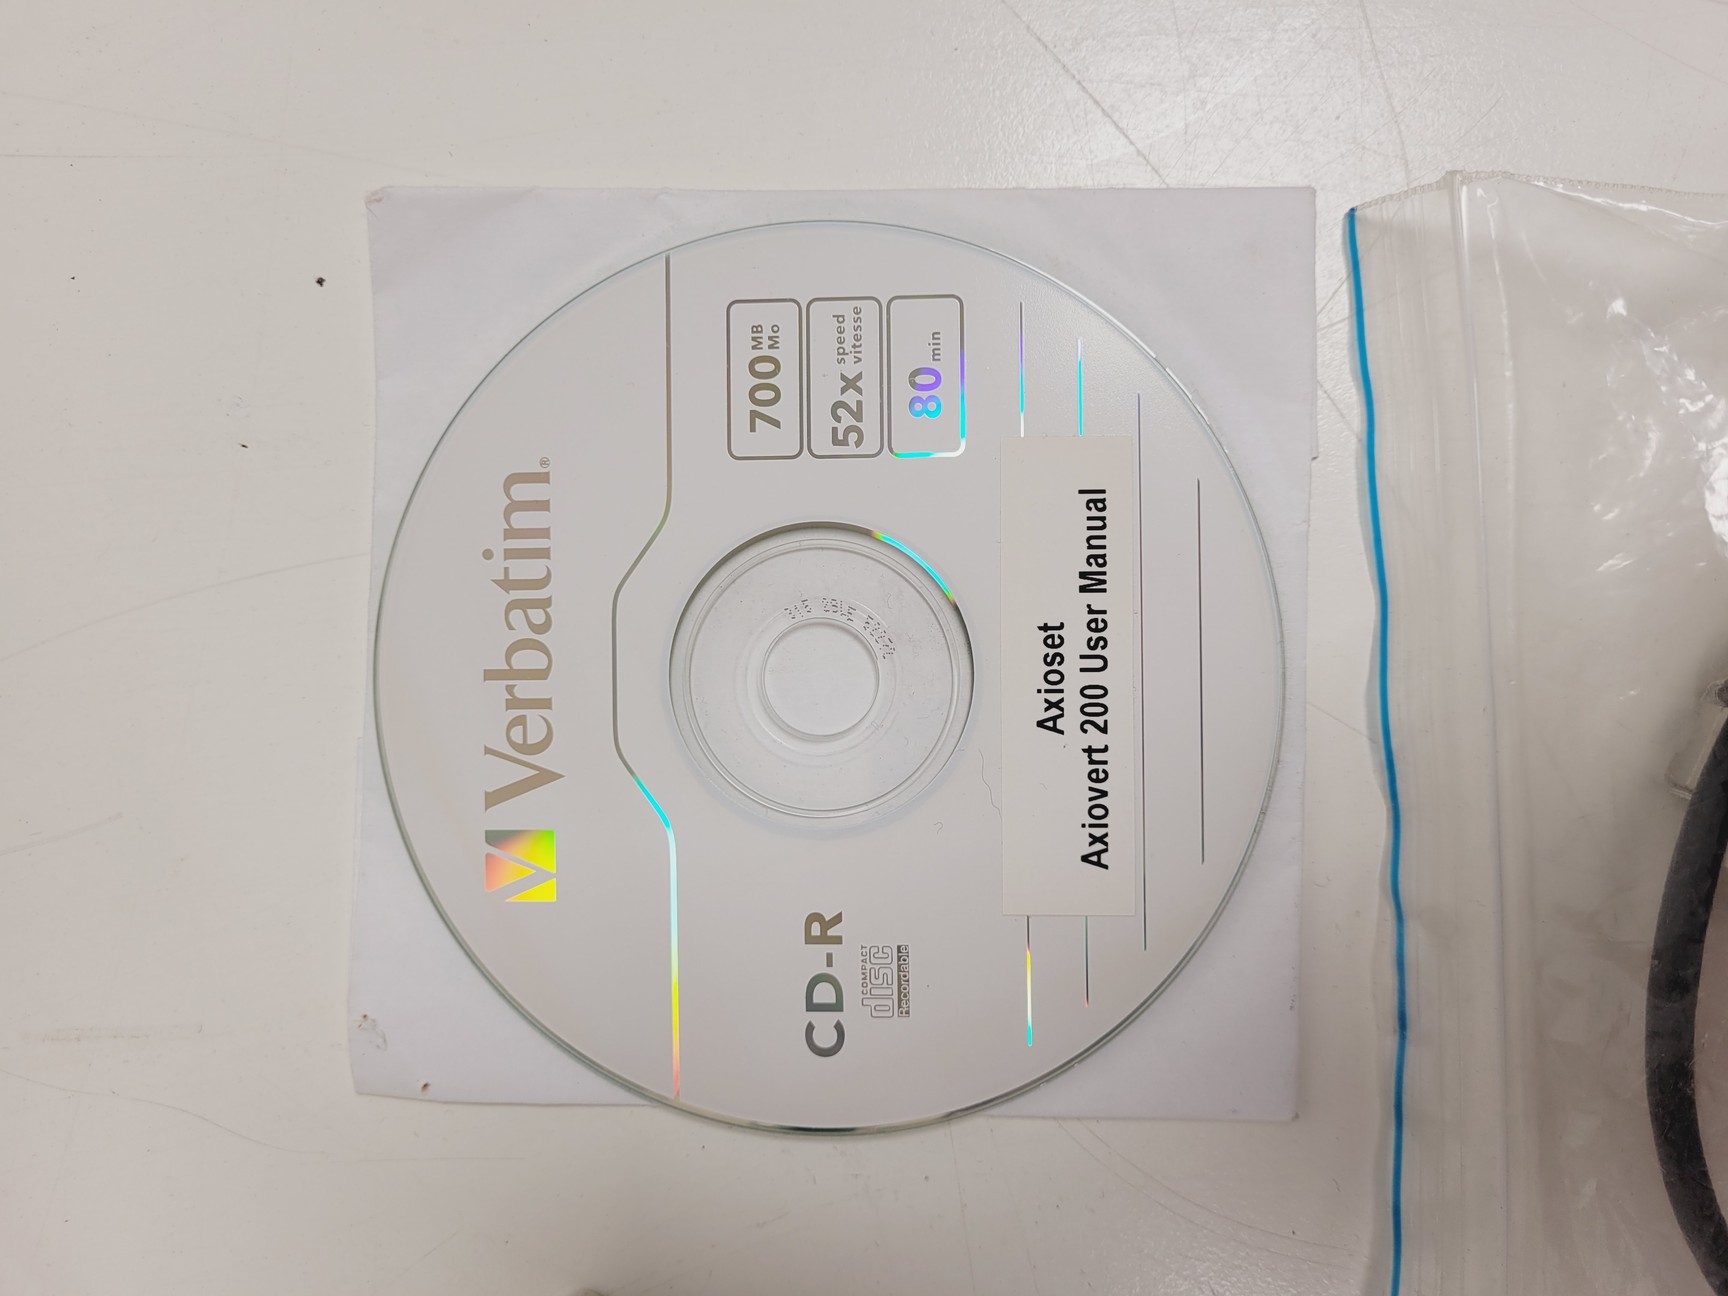 Verbatim®
CD-R
COMPACT
disc
Recordable
700 MB
Mo
52x speed
vitesse
80 min
Axioset
Axiovert 200 User Manual